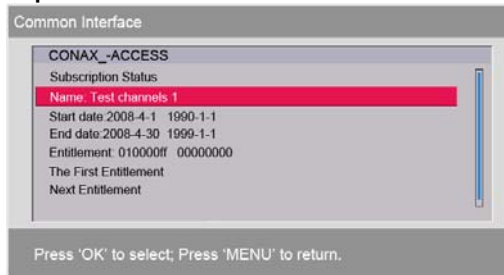 Common Interface
CONAX_-ACCESS
Subscription Status
Name: Test channels 1
Start date:2008-4-1 1990-1-1
End date:2008-4-30 1999-1-1
Entitlement: 010000ff 00000000
The First Entitlement
Next Entitlement
Press 'OK' to select; Press 'MENU' to return.